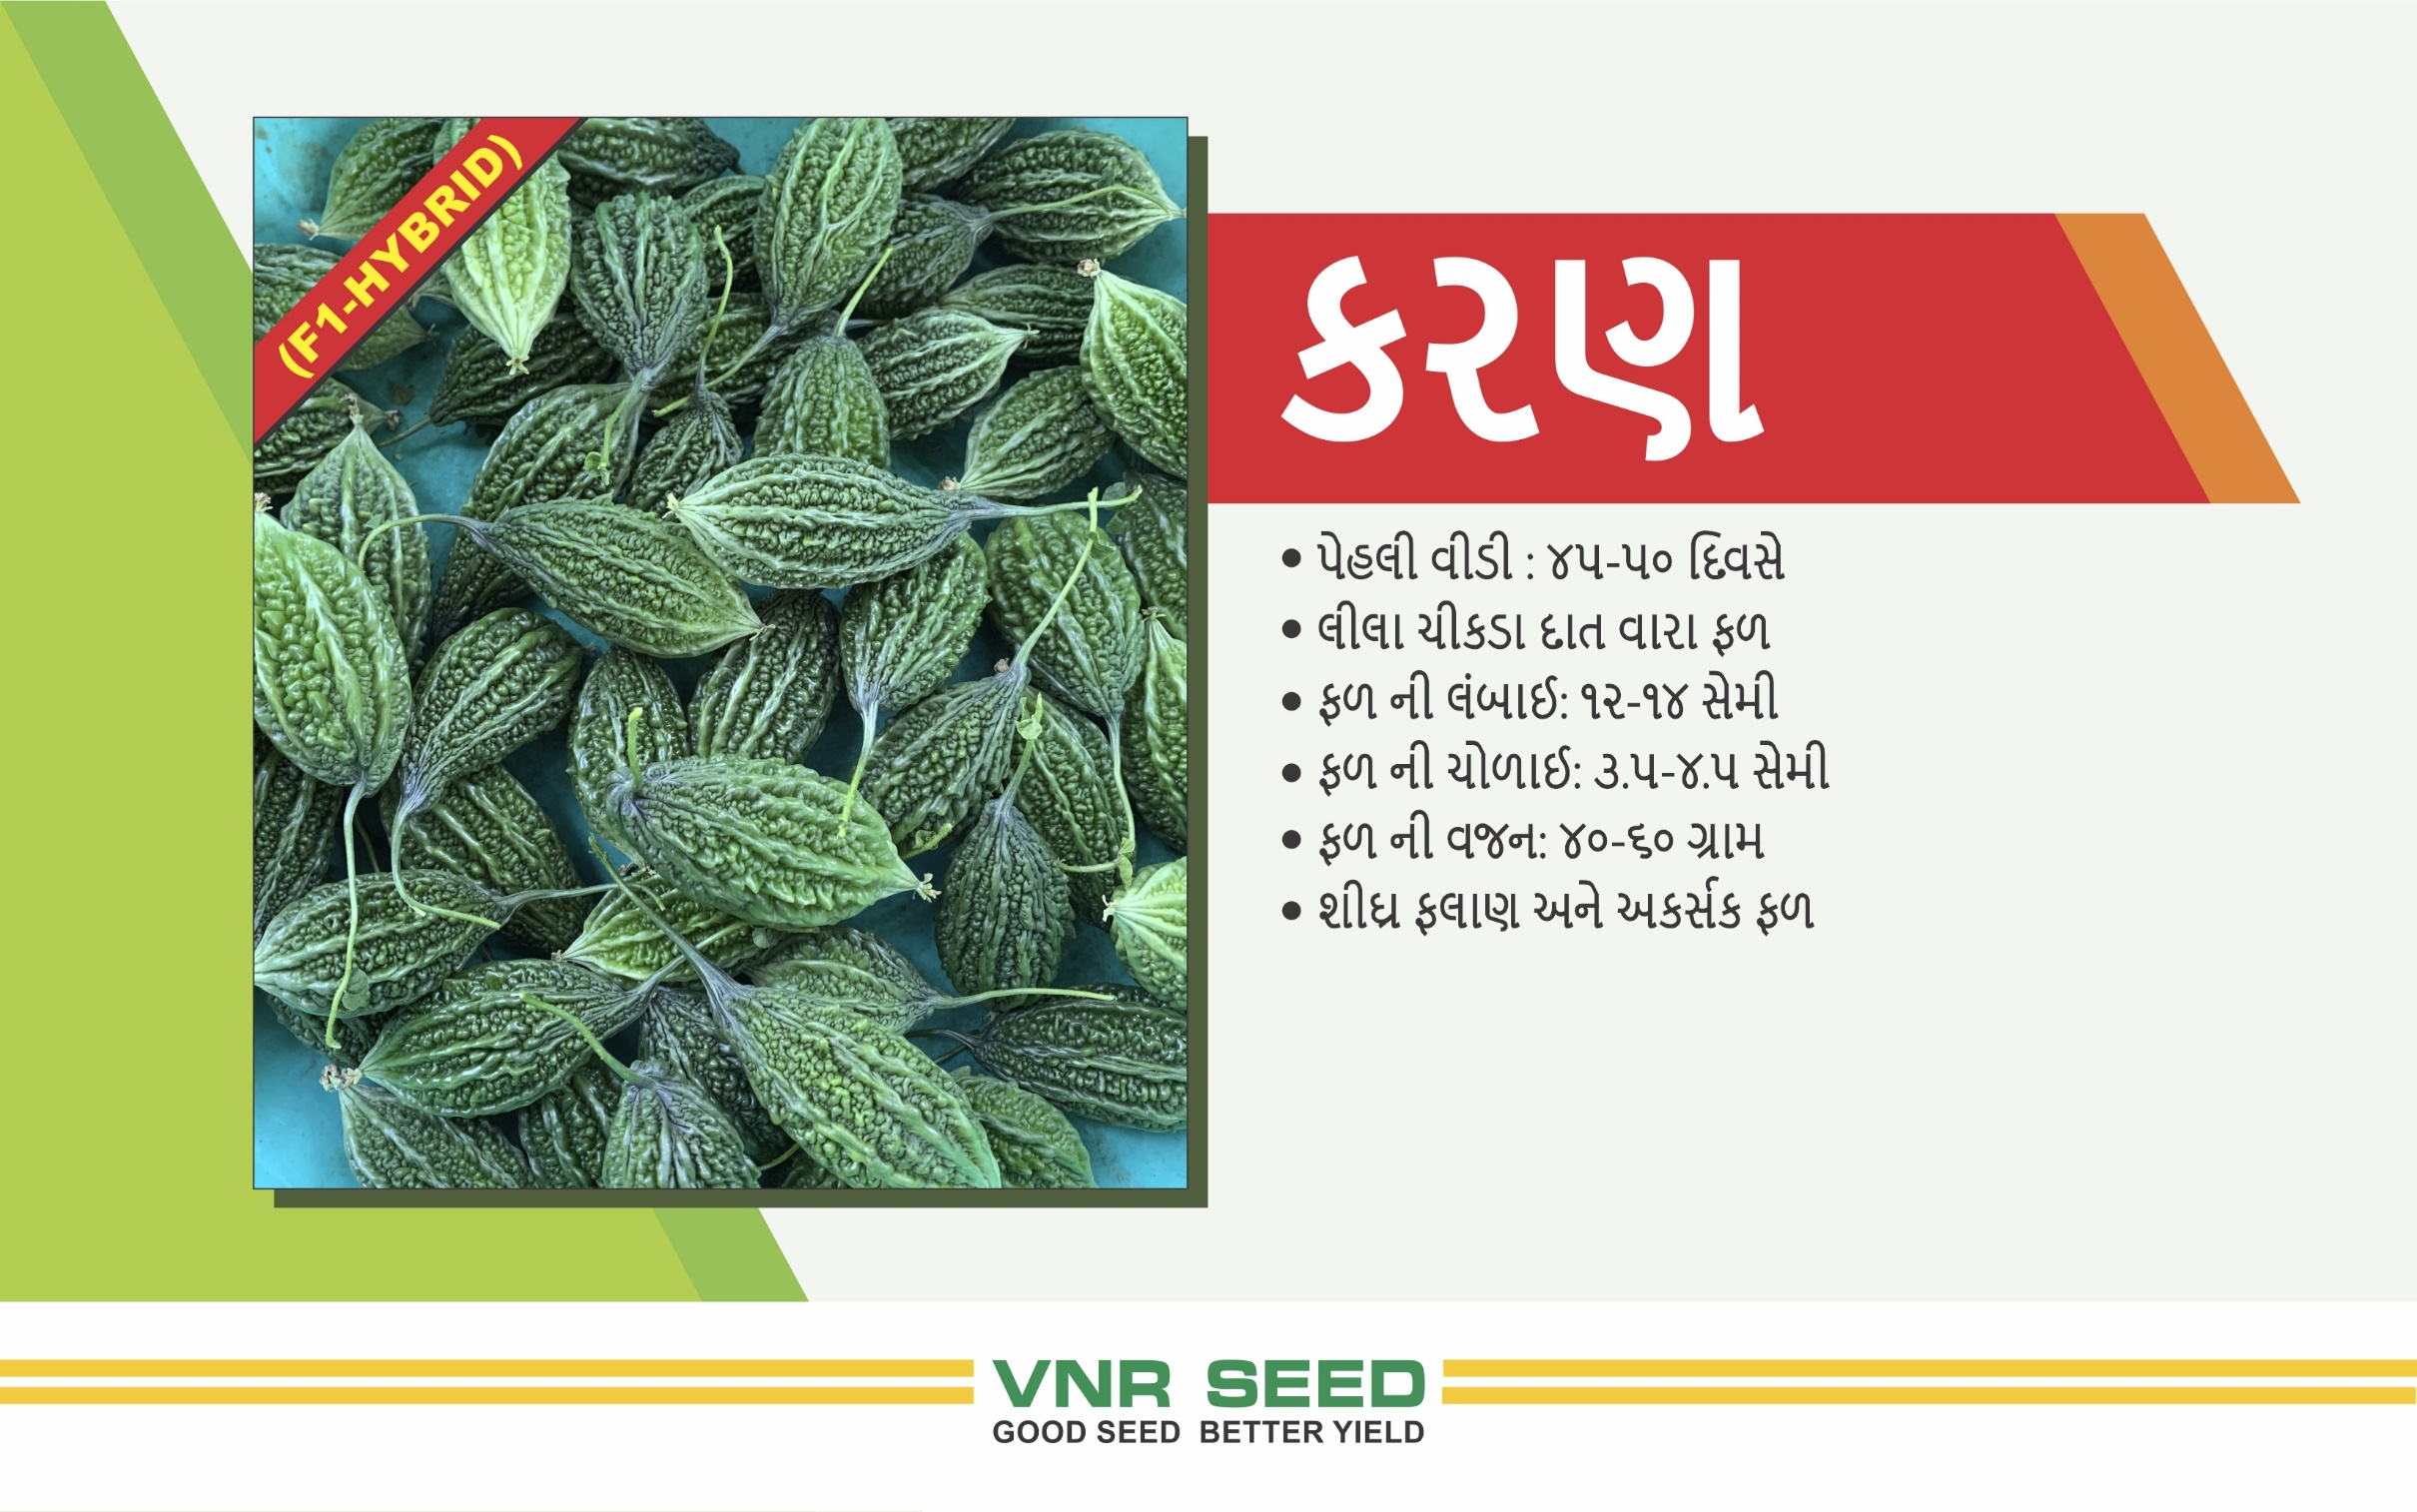 (F1-HYBRID))
કરણ
• પેહલી વીડી : ૪૫-૫૦ દિવસે
• લીલા ચીકડા દાત વારા ફળ
• ફળ ની લંબાઈ: ૧૨-૧૪ સેમી
• ફળ ની ચોળાઈ: ૩.૫-૪.૫ સેમી
• ફળ ની વજન: ૪૦-૬૦ ગ્રામ
• શીઘ્ર ફલાણ અને અકર્સક ફળ
VNR SEED
GOOD SEED BETTER YIELD